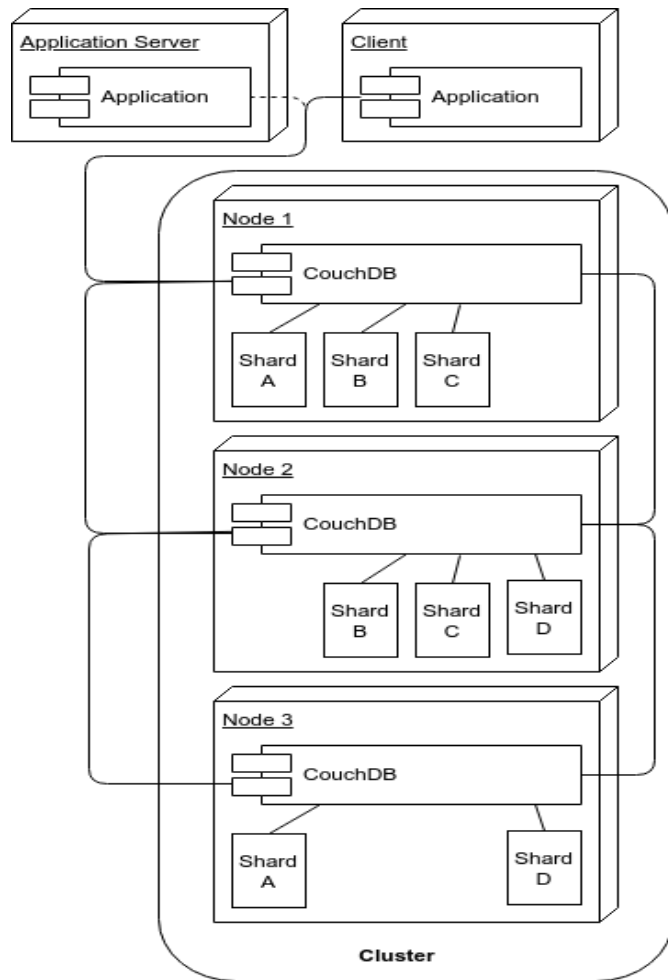 Application Server
Application
Client
Application
Node 1
CouchDB
Shard
A
Shard
B
Shard
C
Node 2
CouchDB
Shard
B
Shard
C
Shard
D
Node 3
CouchDB
Shard
A
Shard
D
Cluster